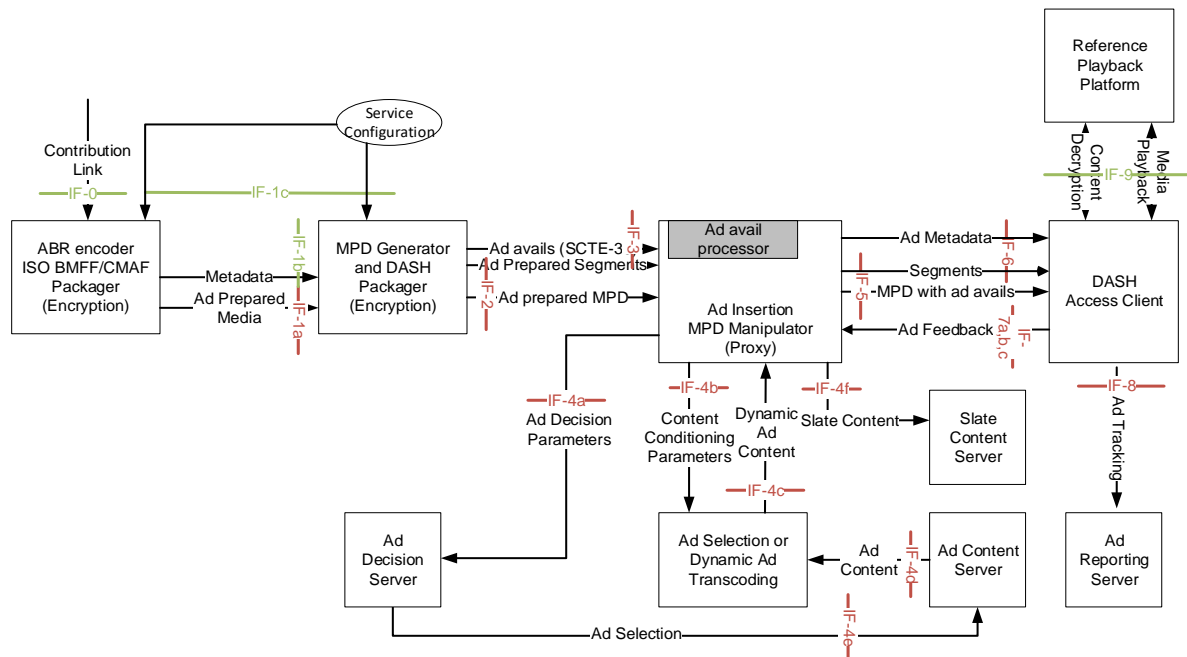 Reference
Playback
Platform
Service
Configuration
Contribution
Link
Content
Decryption
Media
Playback
IF-9
IF-0
IF-1c
ABR encoder
ISO BMFF/CMAF
Packager
(Encryption)
IF-1b
Metadata
Ad Prepared
Media
IF-1a
MPD Generator
and DASH
Packager
(Encryption)
Ad avails (SCTE-3
IF-3
Ad Prepared Segments
IF-2
Ad prepared MPD
Ad avail
processor
Ad Insertion
MPD Manipulator
(Proxy)
Ad Metadata
IF-6
Segments
IF-5
MPD with ad avails
Ad Feedback
IF-
7a,b,c
DASH
Access Client
IF-4a
Ad Decision
Parameters
IF-4b
Content
Conditioning
Parameters
Dynamic
Ad
Content
IF-4c
IF-4f
Slate Content
Slate
Content
Server
IF-8
Ad Tracking
Ad
Decision
Server
Ad Selection or
Dynamic Ad
Transcoding
Ad
Content
IF-4d
Ad Content
Server
Ad
Reporting
Server
Ad Selection
IF-4e